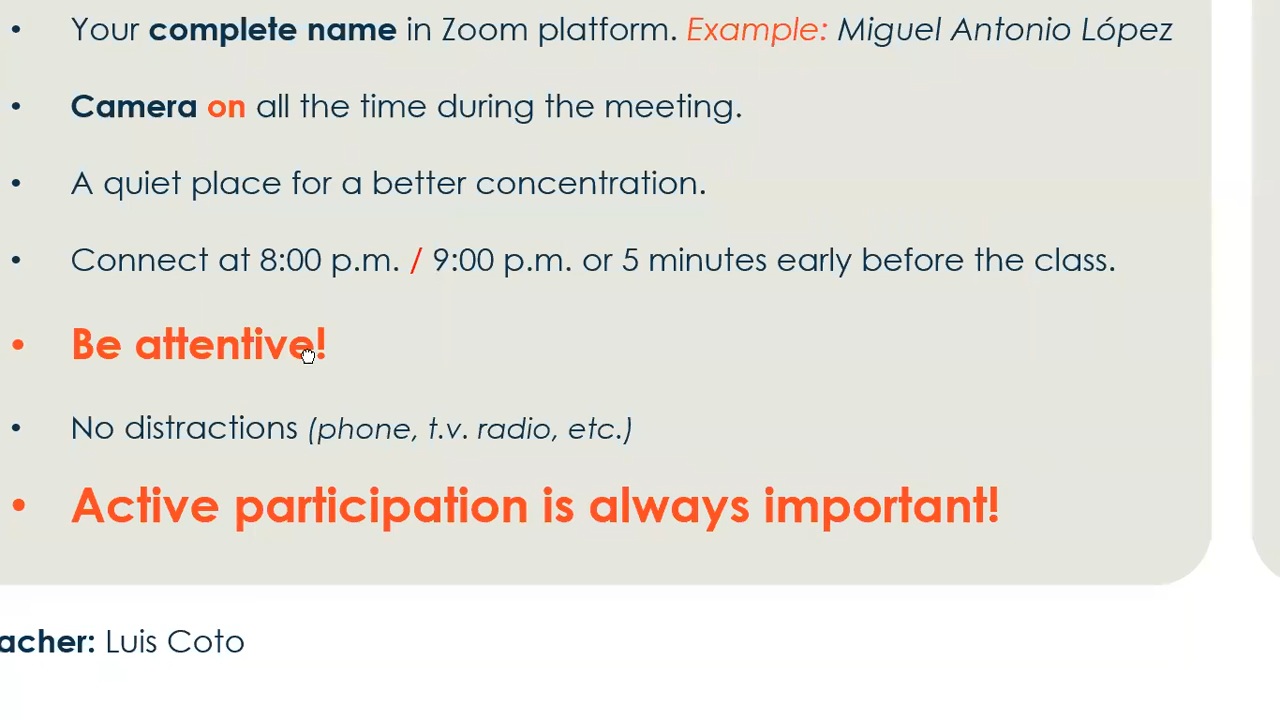 • Your complete name in Zoom platform. Example: Miguel Antonio López
• Camera on all the time during the meeting.
• A quiet place for a better concentration.
• Connect at 8:00 p.m. / 9:00 p.m. or 5 minutes early before the class.
• Be attentive!
• No distractions (phone, t.v. radio, etc.)
• Active participation is always important!
acher: Luis Coto